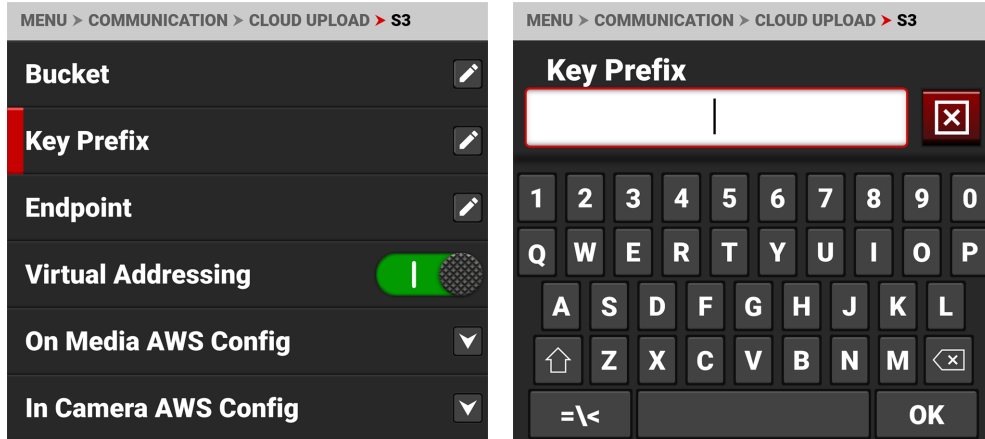 MENU > COMMUNICATION > CLOUD UPLOAD > S3
Bucket
Key Prefix
Endpoint
Virtual Addressing
On Media AWS Config
In Camera AWS Config
MENU > COMMUNICATION > CLOUD UPLOAD > S3
Key Prefix
1 2 3 4 5 6 7 8 9 0
Q W E R T Y U I O P
A S D F G H J K L
Z X C V B N M
=\< OK